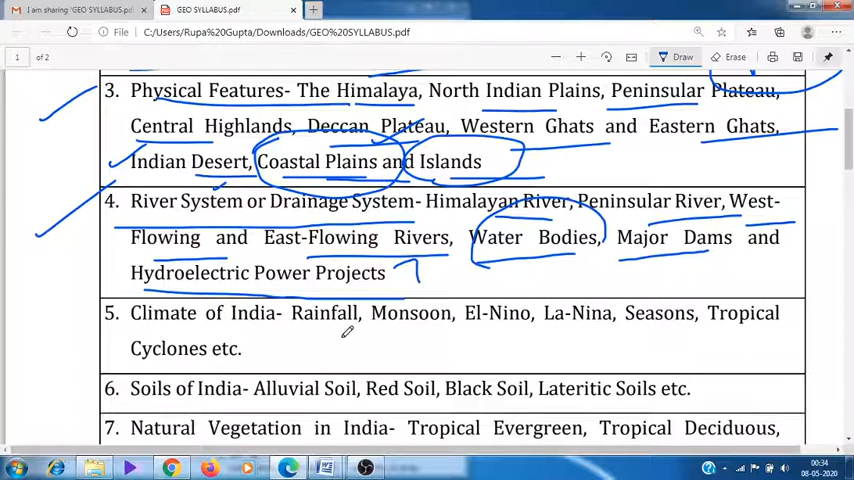 I am sharing 'GEO SYLLABUS.pdf
GEO SYLLABUS.pdf
File | C:/Users/Rupa%20Gupta/Downloads/GEO%20SYLLABUS.pdf
1 of 2
Draw
Erase
3. Physical Features- The Himalaya, North Indian Plains, Peninsular Plateau,
Central Highlands, Deccan Plateau, Western Ghats and Eastern Ghats,
Indian Desert, Coastal Plains and Islands
4. River System or Drainage System- Himalayan River, Peninsular River, West-
Flowing and East-Flowing Rivers, Water Bodies, Major Dams and
Hydroelectric Power Projects
5. Climate of India- Rainfall, Monsoon, El-Nino, La-Nina, Seasons, Tropical
Cyclones etc.
6. Soils of India- Alluvial Soil, Red Soil, Black Soil, Lateritic Soils etc.
7. Natural Vegetation in India- Tropical Evergreen, Tropical Deciduous,
00:34
08-05-2020